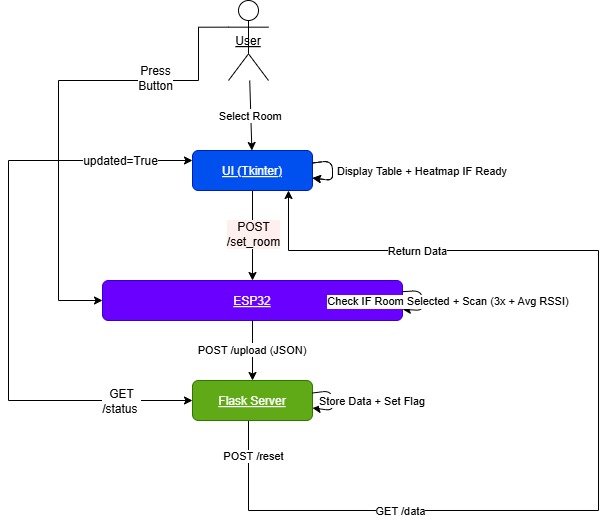 User
Press
Button
Select Room
updated=True
UI (Tkinter)
Display Table + Heatmap IF Ready
POST
/set_room
Return Data
ESP32
Check IF Room Selected + Scan (3x + Avg RSSI)
POST /upload (JSON)
GET
/status
Flask Server
Store Data + Set Flag
POST /reset
GET /data